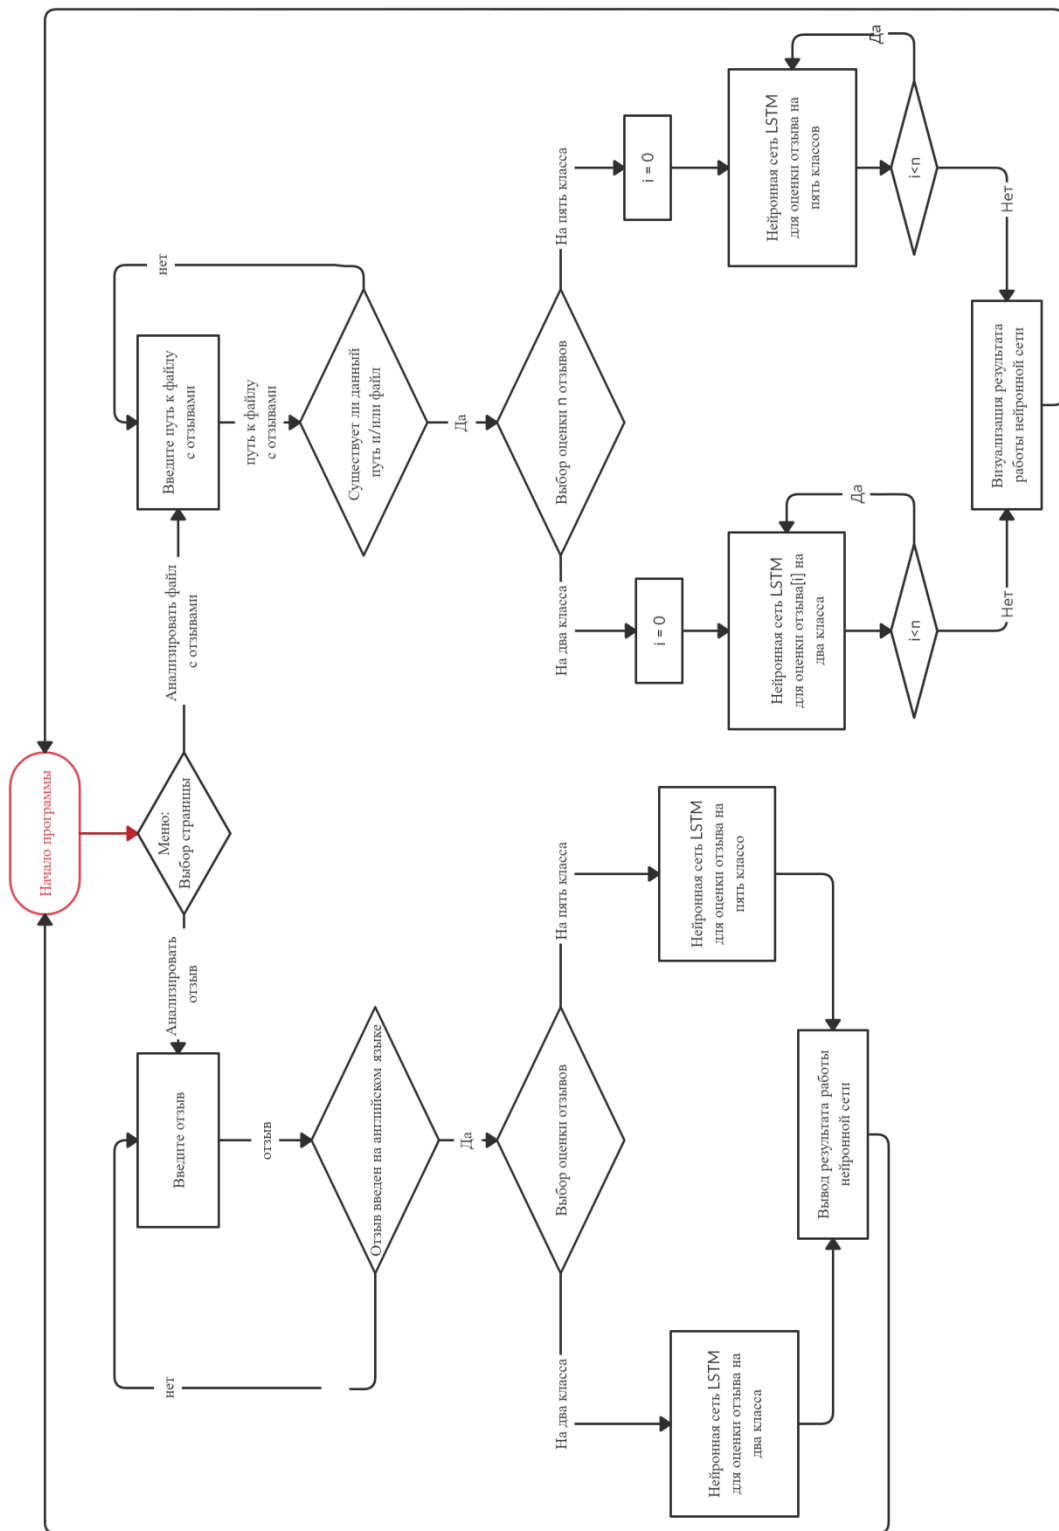 Начало программы
Меню:
Выбор страницы
Анализировать
отзыв
Введите отзыв
отзыв
Отзыв введен на английском языке
нет
Да
Выбор оценки отзывов
На два класса
Нейронная сеть LSTM
для оценки отзыва на
два класса
На пять класса
Нейронная сеть LSTM
для оценки отзыва на
пять классо
Вывод результата работы
нейронной сети
Анализировать файл
с отзывами
Введите путь к файлу
с отзывами
путь к файлу
с отзывами
Существует ли данный
путь и/или файл
нет
Да
Выбор оценки n отзывов
На два класса
i = 0
Нейронная сеть LSTM
для оценки отзыва[i] на
два класса
i<n
Да
Нет
На пять класса
i = 0
Нейронная сеть LSTM
для оценки отзыва на
пять классов
i<n
Да
Нет
Визуализация результата
работы нейронной сети